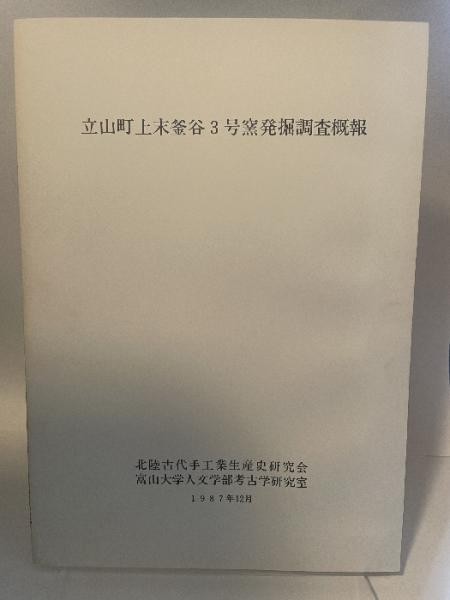 立山町上末釜谷3号窯発掘調査概報
北陸古代手工業生産史研究会
富山大学人文学部考古学研究室
1987年12月